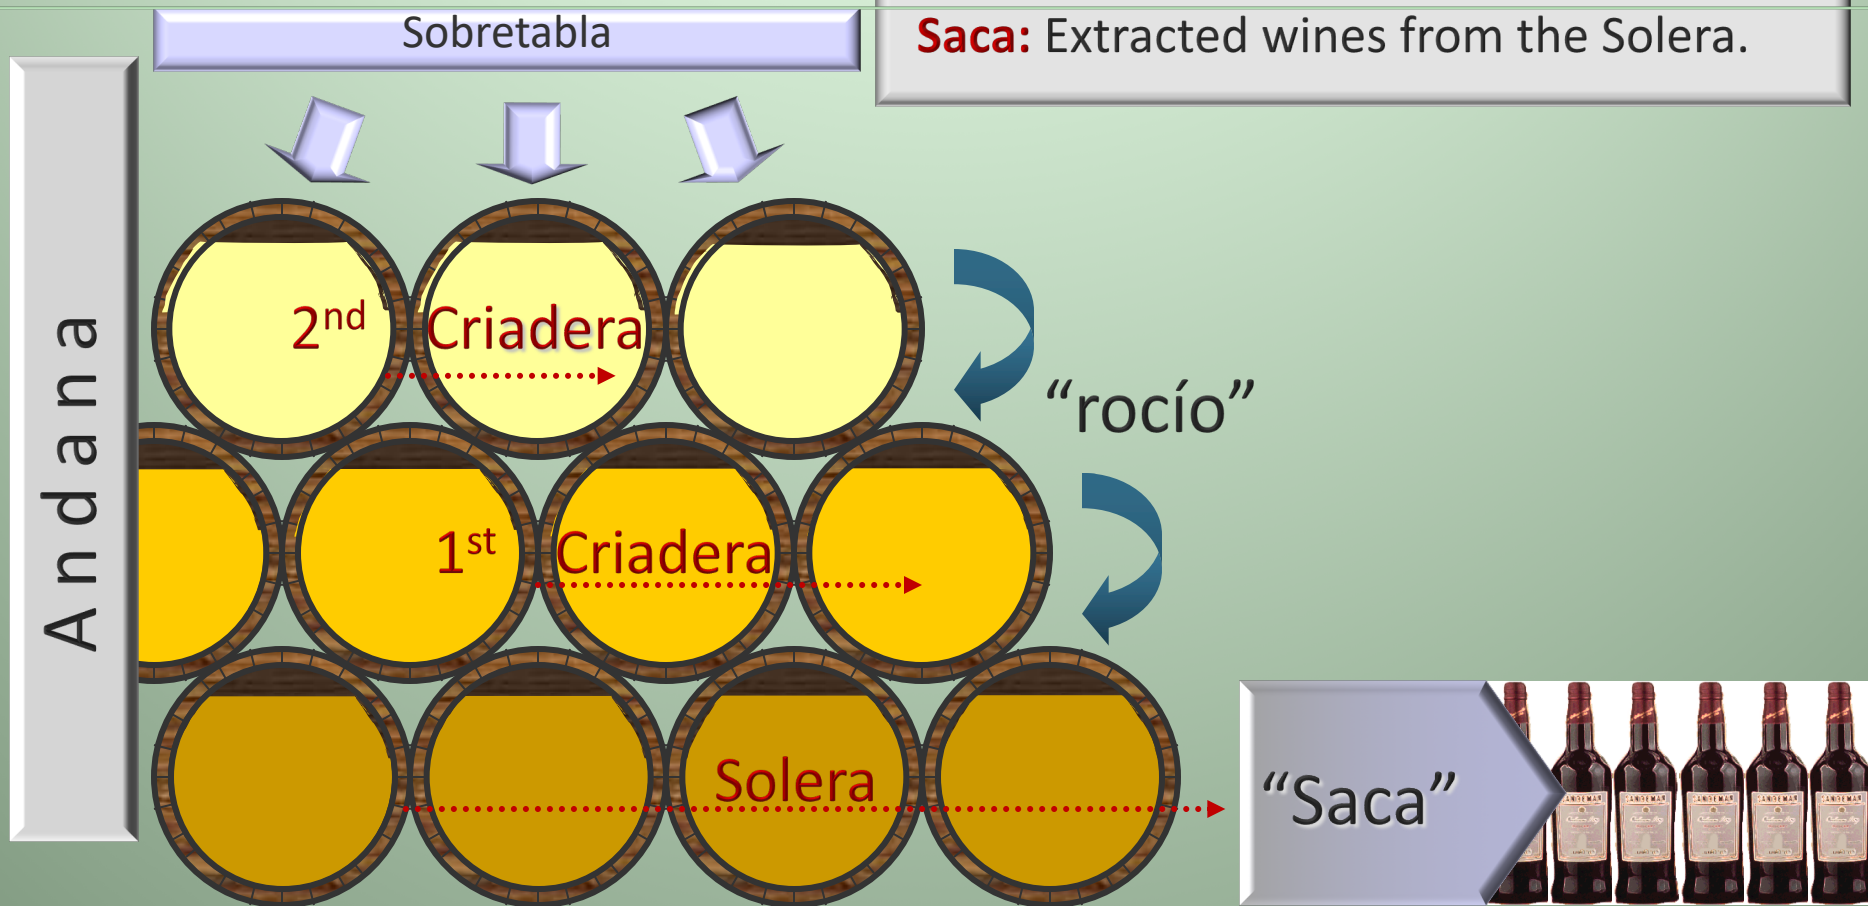 Sobretabla
Saca: Extracted wines from the Solera.
Andana
2nd Criadera
“rocío”
1st Criadera
Solera
“Saca”